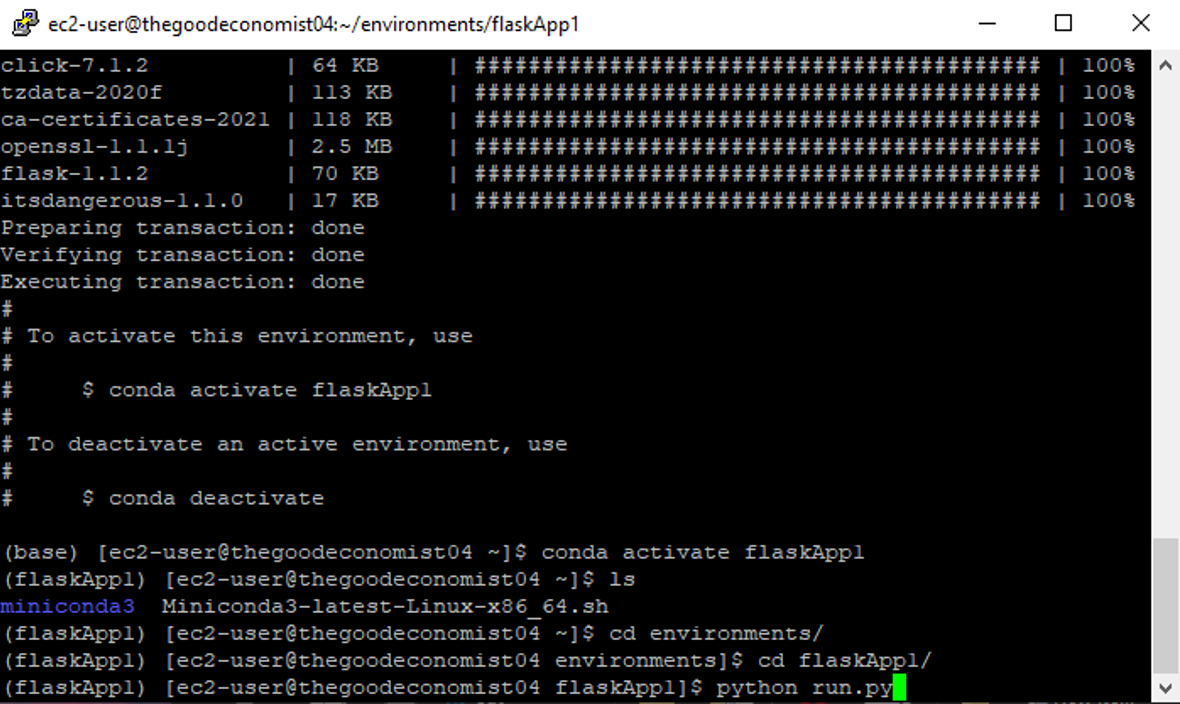 ec2-user@thegoodeconomist04:~/environments/flaskApp1
click-7.1.2 | 64 KB | ########################################## | 100%
tzdata-2020f | 113 KB | ########################################## | 100%
ca-certificates-2021 | 118 KB | ########################################## | 100%
openssl-1.1.1j | 2.5 MB | ########################################## | 100%
flask-1.1.2 | 70 KB | ########################################## | 100%
itsdangerous-1.1.0 | 17 KB | ########################################## | 100%
Preparing transaction: done
Verifying transaction: done
Executing transaction: done
#
# To activate this environment, use
#
# $ conda activate flaskApp1
#
# To deactivate an active environment, use
#
# $ conda deactivate
(base) [ec2-user@thegoodeconomist04 ~]$ conda activate flaskApp1
(flaskApp1) [ec2-user@thegoodeconomist04 ~]$ ls
miniconda3 Miniconda3-latest-Linux-x86_64.sh
(flaskApp1) [ec2-user@thegoodeconomist04 ~]$ cd environments/
(flaskApp1) [ec2-user@thegoodeconomist04 environments]$ cd flaskApp1/
(flaskApp1) [ec2-user@thegoodeconomist04 flaskApp1]$ python run.py